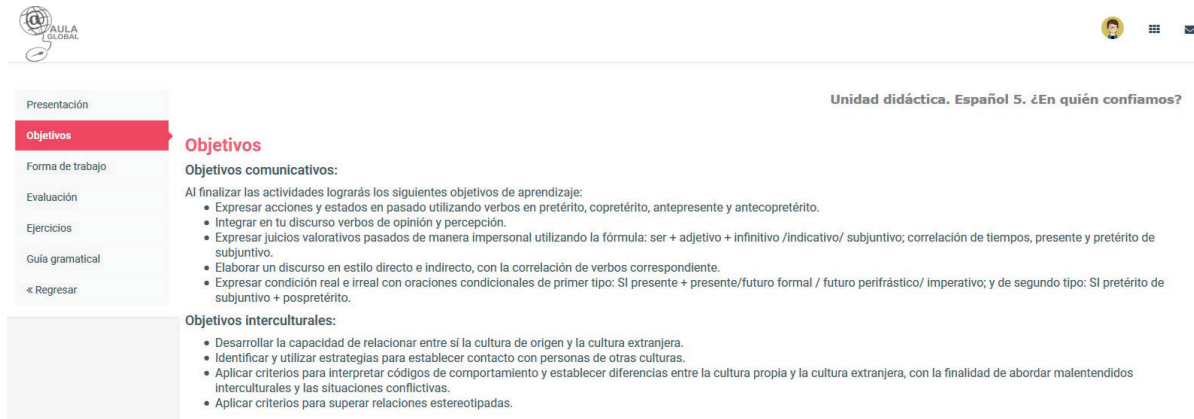 @
AULA
GLOBAL
Unidad didáctica. Español 5. ¿En quién confiamos?
Presentación
Objetivos
Forma de trabajo
Evaluación
Ejercicios
Guía gramatical
« Regresar
Objetivos
Objetivos comunicativos:
Al finalizar las actividades lograrás los siguientes objetivos de aprendizaje:
• Expresar acciones y estados en pasado utilizando verbos en pretérito, copretérito, antepresente y antecopretérito.
• Integrar en tu discurso verbos de opinión y percepción.
• Expresar juicios valorativos pasados de manera impersonal utilizando la fórmula: ser + adjetivo + infinitivo /indicativo/ subjuntivo; correlación de tiempos, presente y pretérito de
subjuntivo.
• Elaborar un discurso en estilo directo e indirecto, con la correlación de verbos correspondiente.
• Expresar condición real e irreal con oraciones condicionales de primer tipo: SI presente + presente/futuro formal / futuro perifrástico/ imperativo; y de segundo tipo: SI pretérito de
subjuntivo + pospretérito.
Objetivos interculturales:
• Desarrollar la capacidad de relacionar entre sí la cultura de origen y la cultura extranjera.
• Identificar y utilizar estrategias para establecer contacto con personas de otras culturas.
• Aplicar criterios para interpretar códigos de comportamiento y establecer diferencias entre la cultura propia y la cultura extranjera, con la finalidad de abordar malentendidos
interculturales y las situaciones conflictivas.
• Aplicar criterios para superar relaciones estereotipadas.